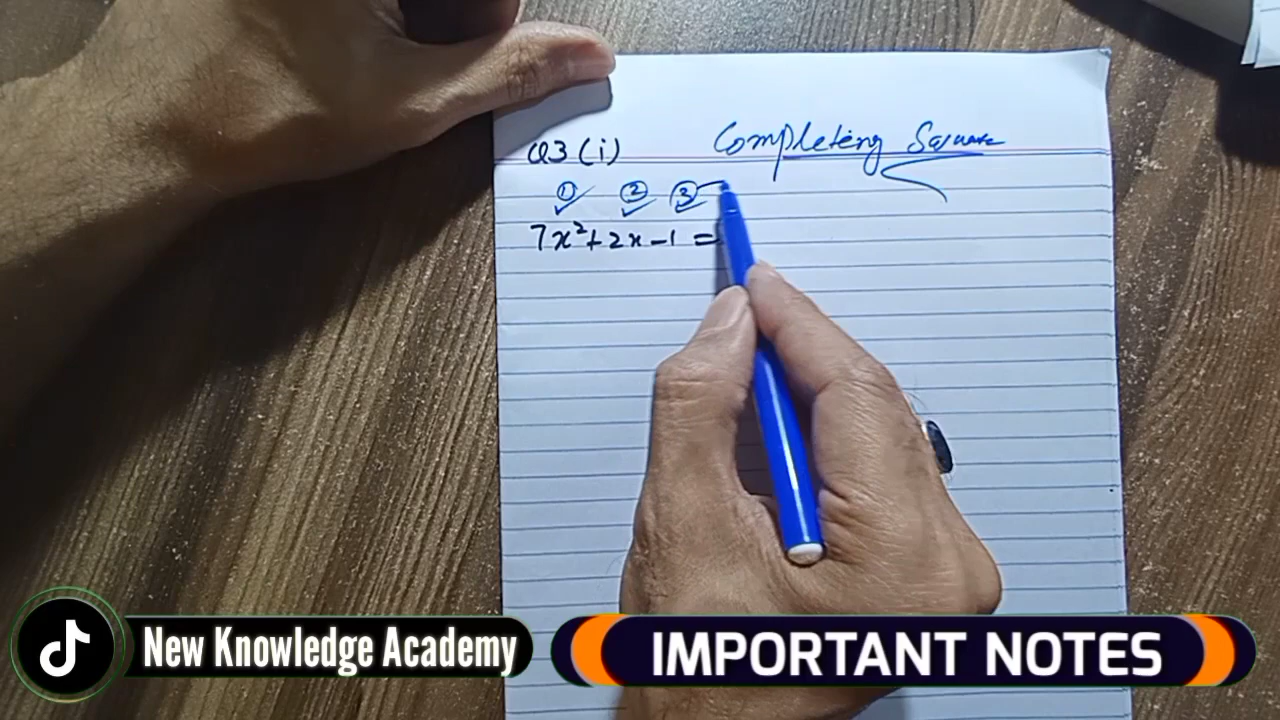 Q3 (i) Completing Square
① ② ③
7x²+2x-1 =
New Knowledge Academy
IMPORTANT NOTES